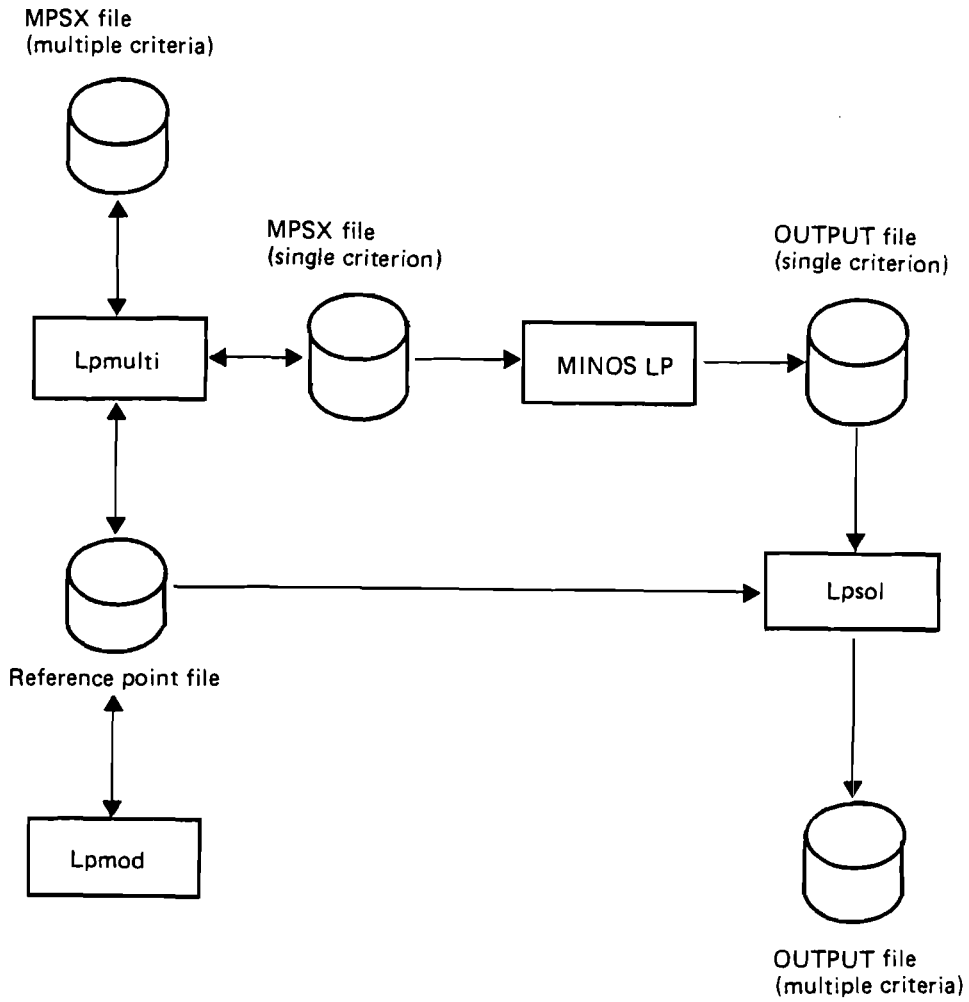 MPSX file
(multiple criteria)
MPSX file
(single criterion)
OUTPUT file
(single criterion)
Lpmulti
MINOS LP
Lpsol
Reference point file
Lpmod
OUTPUT file
(multiple criteria)